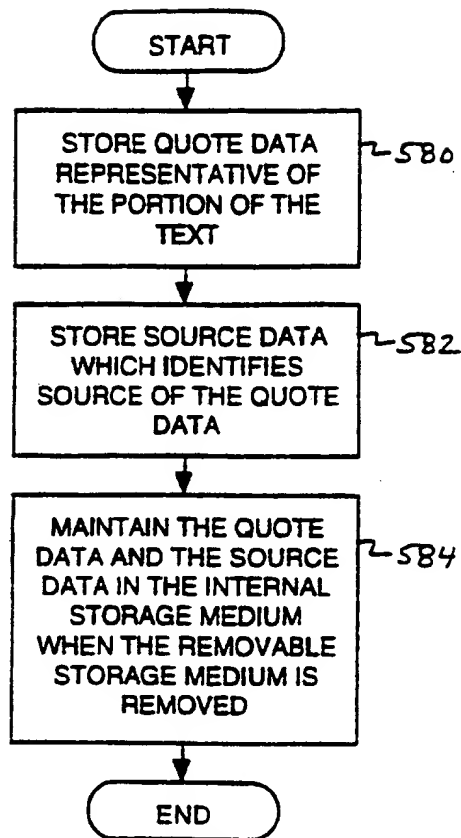 START
STORE QUOTE DATA
580
REPRESENTATIVE OF
THE PORTION OF THE
TEXT
STORE SOURCE DATA
582
WHICH IDENTIFIES
SOURCE OF THE QUOTE
DATA
MAINTAIN THE QUOTE
DATA AND THE SOURCE
584
DATA IN THE INTERNAL
STORAGE MEDIUM
WHEN THE REMOVABLE
STORAGE MEDIUM IS
REMOVED
END